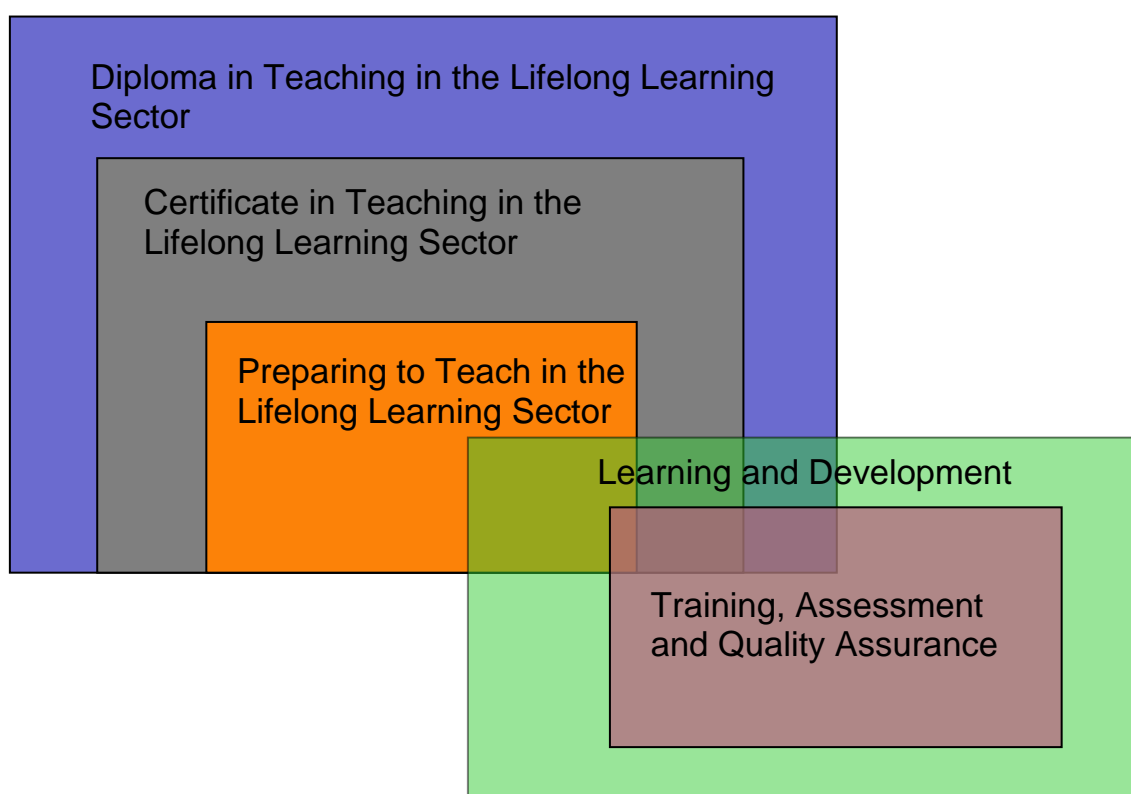 Diploma in Teaching in the Lifelong Learning
Sector
Certificate in Teaching in the
Lifelong Learning Sector
Preparing to Teach in the
Lifelong Learning Sector
Learning and Development
Training, Assessment
and Quality Assurance